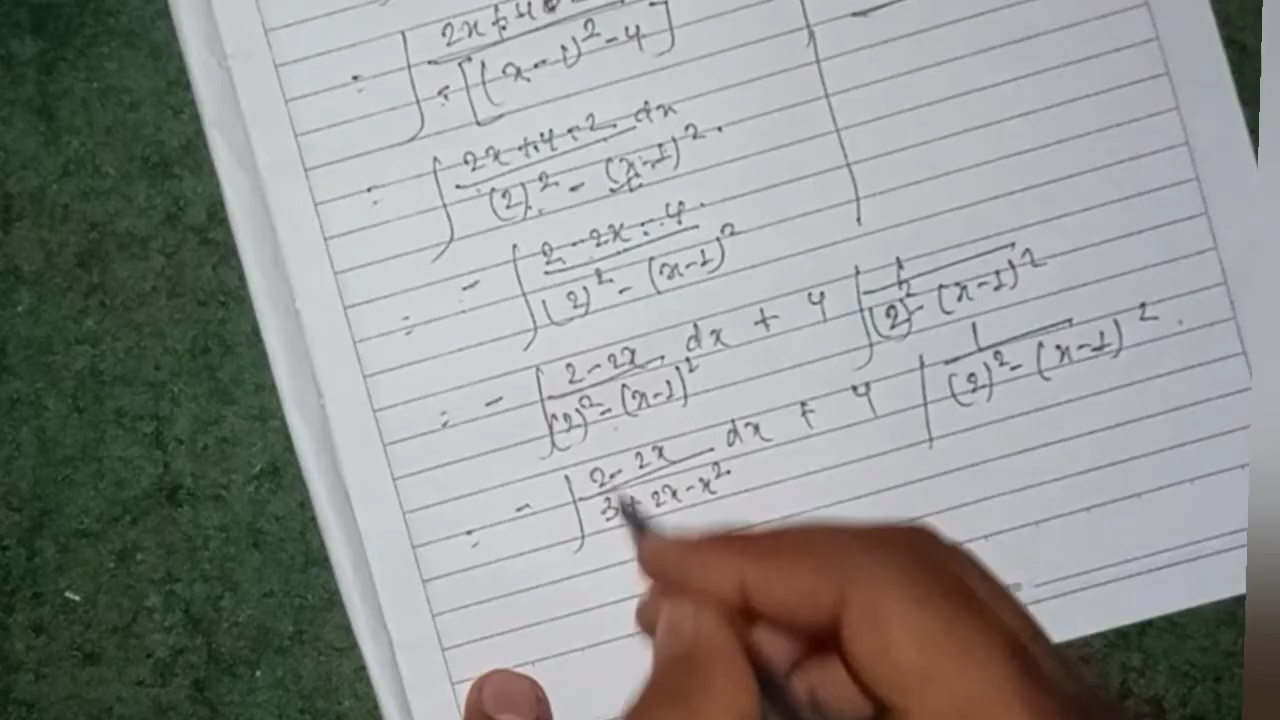 = ∫ 2x + 4 / -[(x-1)² - 4]
= ∫ 2x + 4 - 2 dx / (2)² - (x-1)².
= - ∫ 2 - 2x - 4 / (2)² - (x-1)²
= - ∫ 2 - 2x / (2)² - (x-1)² dx + 4 ∫ 1 / (2)² - (x-1)²
= - ∫ 2 - 2x / 3 + 2x - x² dx + 4 ∫ 1 / (2)² - (x-1)².